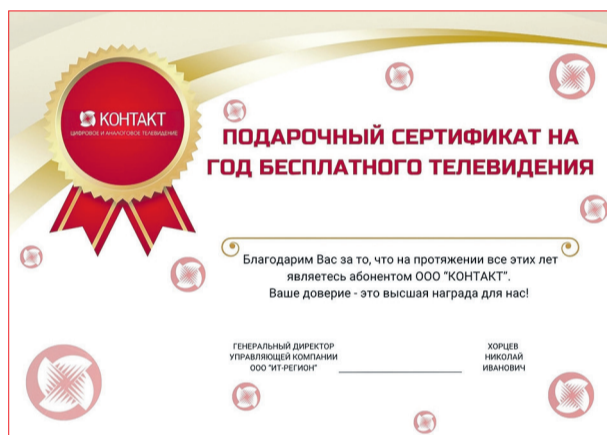 КОНТАКТ
ЦИФРОВОЕ И АНАЛОГОВОЕ ТЕЛЕВИДЕНИЕ
ПОДАРОЧНЫЙ СЕРТИФИКАТ НА
ГОД БЕСПЛАТНОГО ТЕЛЕВИДЕНИЯ
Благодарим Вас за то, что на протяжении все этих лет
являетесь абонентом ООО "КОНТАКТ".
Ваше доверие - это высшая награда для нас!
ГЕНЕРАЛЬНЫЙ ДИРЕКТОР
УПРАВЛЯЮЩЕЙ КОМПАНИИ
ООО "ИТ-РЕГИОН"
ХОРЦЕВ
НИКОЛАЙ
ИВАНОВИЧ